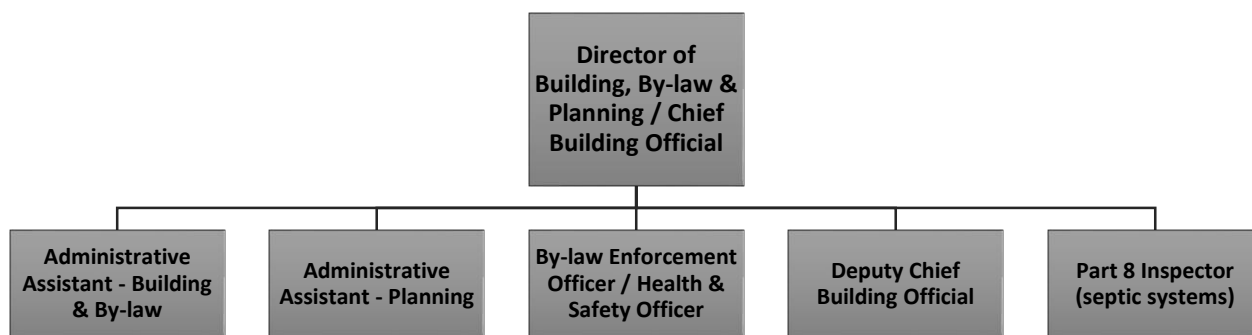 Director of
Building, By-law &
Planning / Chief
Building Official
Administrative
Assistant - Building
& By-law
Administrative
Assistant - Planning
By-law Enforcement
Officer / Health &
Safety Officer
Deputy Chief
Building Official
Part 8 Inspector
(septic systems)